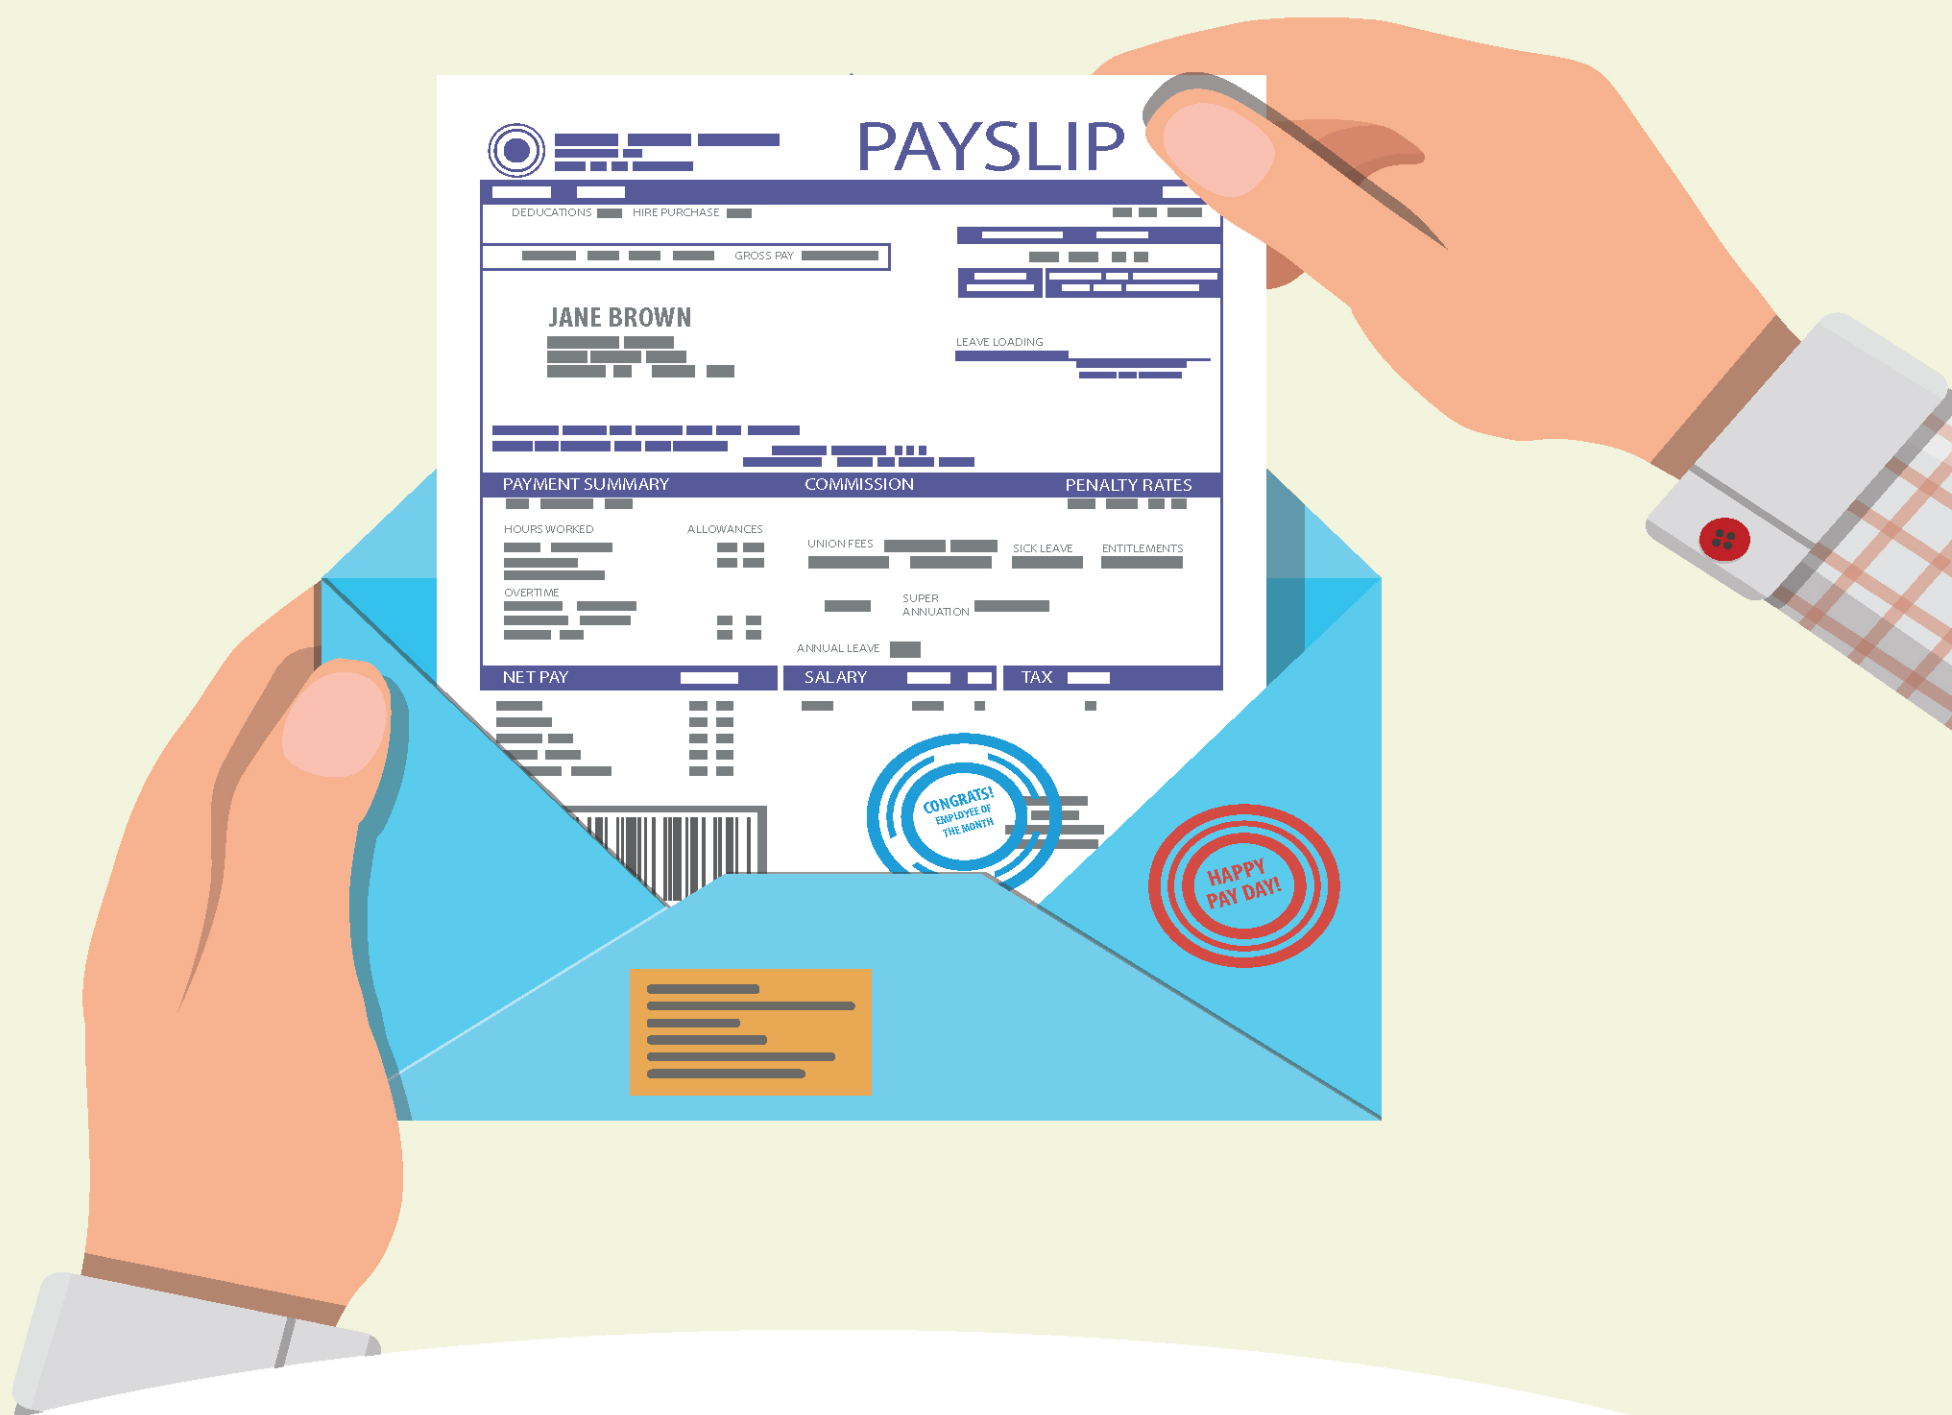 PAYSLIP
DEDUCATIONS HIRE PURCHASE
GROSS PAY
JANE BROWN
LEAVE LOADING
PAYMENT SUMMARY COMMISSION PENALTY RATES
HOURS WORKED ALLOWANCES
UNION FEES SICK LEAVE ENTITLEMENTS
OVERTIME
SUPER
ANNUATION
ANNUAL LEAVE
NET PAY SALARY TAX
CONGRATS!
EMPLOYEE OF
THE MONTH
HAPPY
PAY DAY!